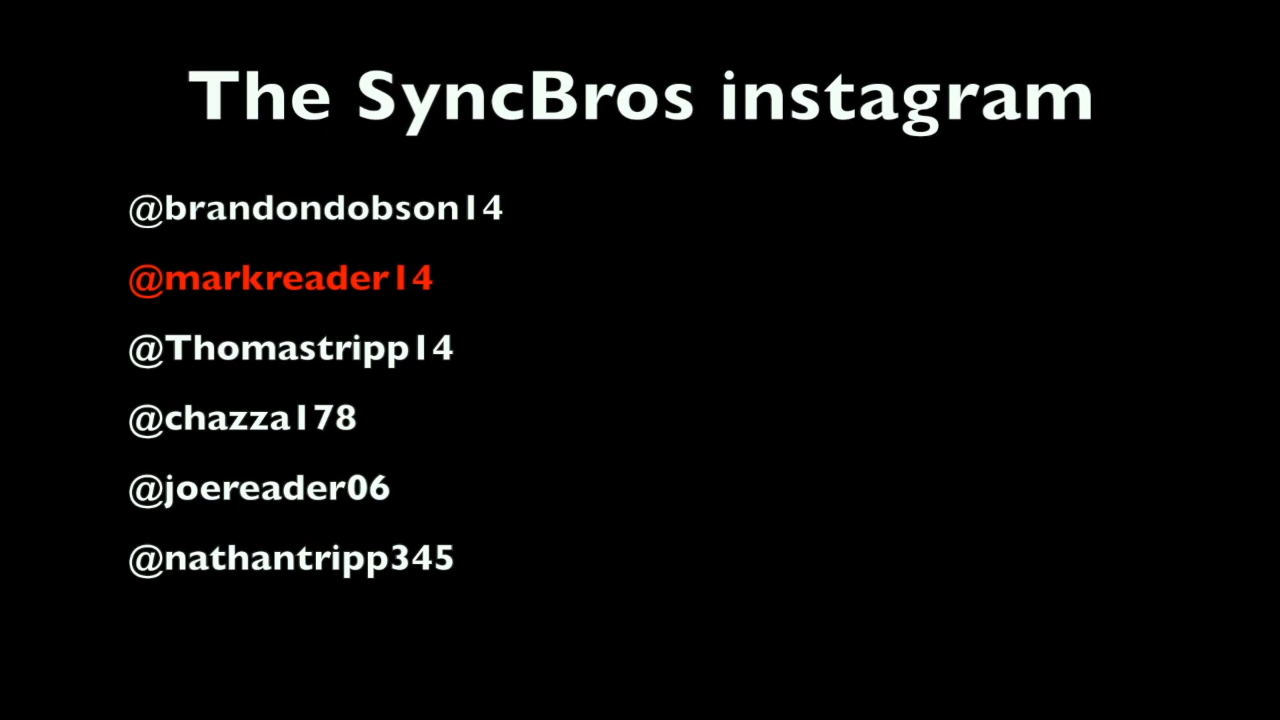 The SyncBros instagram
@brandondobson14
@markreader14
@Thomastripp14
@chazza178
@joereader06
@nathantripp345